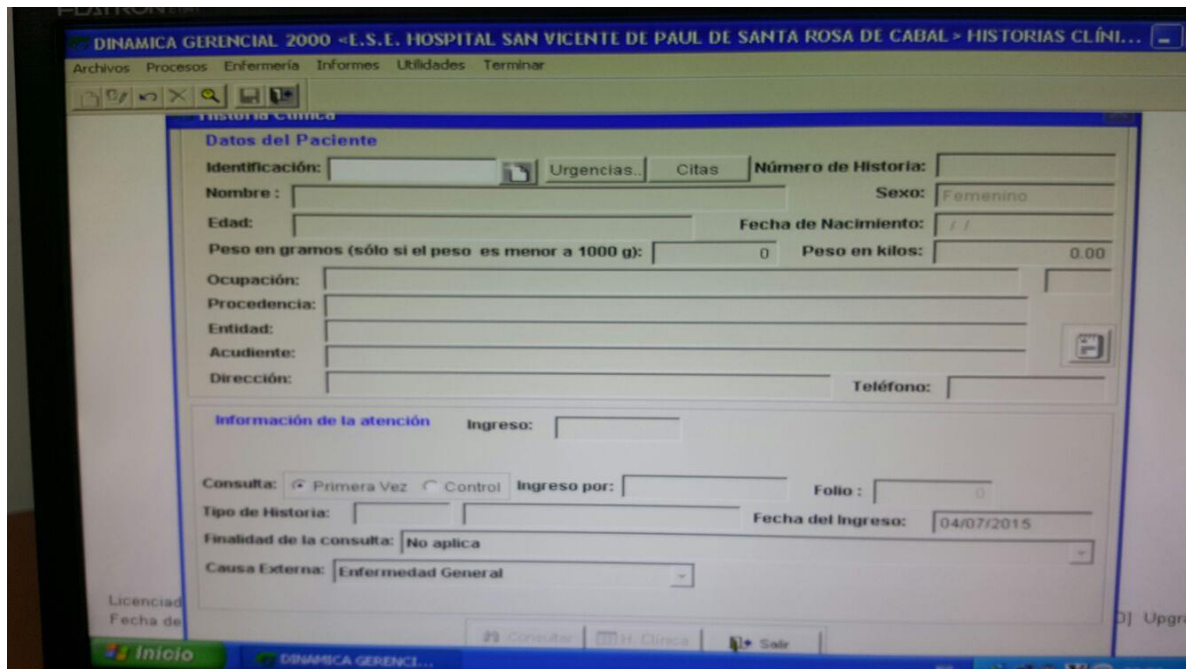 FLATRON
DINAMICA GERENCIAL 2000 <E.S.E. HOSPITAL SAN VICENTE DE PAUL DE SANTA ROSA DE CABAL> HISTORIAS CLÍNI...
Archivos Procesos Enfermería Informes Utilidades Terminar
Historia Clínica
Datos del Paciente
Identificación: Urgencias.. Citas Número de Historia:
Nombre : Sexo: Femenino
Edad: Fecha de Nacimiento: / /
Peso en gramos (sólo si el peso es menor a 1000 g): 0 Peso en kilos: 0.00
Ocupación:
Procedencia:
Entidad:
Acudiente:
Dirección: Teléfono:
Información de la atención Ingreso:
Consulta: Primera Vez Control Ingreso por: Folio : 0
Tipo de Historia: Fecha del Ingreso: 04/07/2015
Finalidad de la consulta: No aplica
Causa Externa: Enfermedad General
Licenciad
Fecha de 0] Upgra
Consultar H. Clínica Salir
Inicio DINAMICA GERENCI...